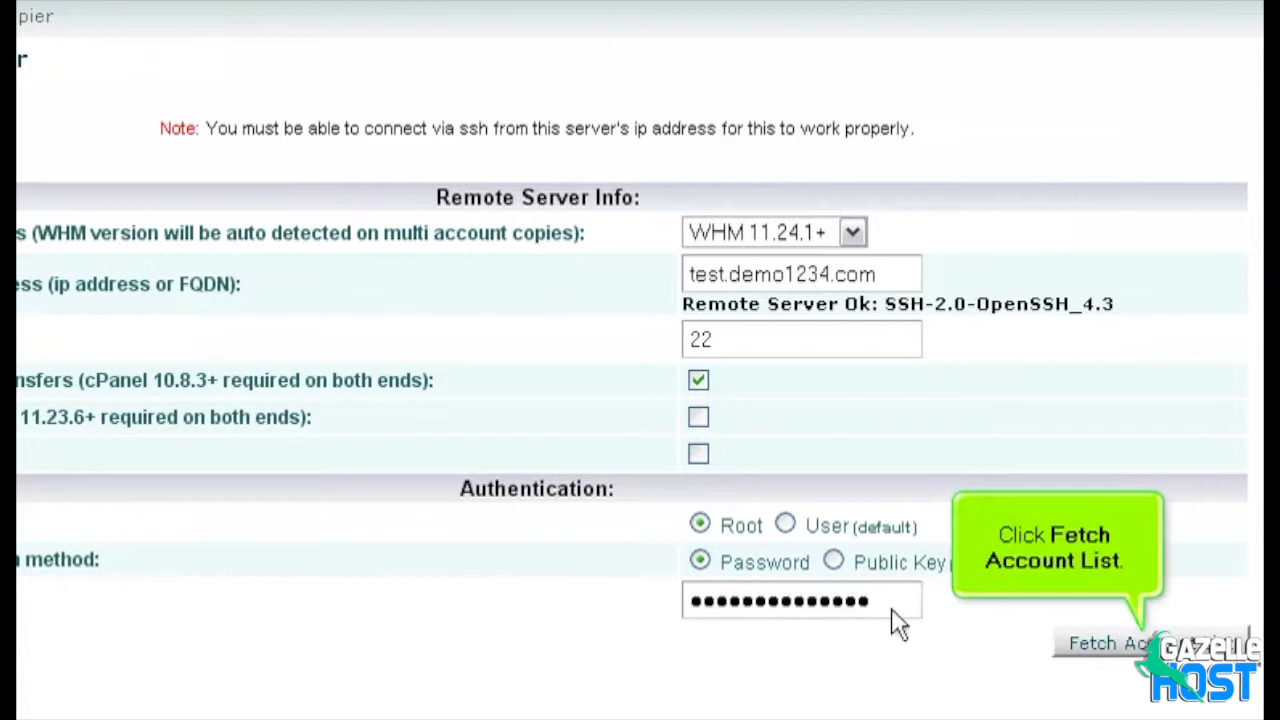 pier
r
Note: You must be able to connect via ssh from this server's ip address for this to work properly.
Remote Server Info:
s (WHM version will be auto detected on multi account copies):
WHM 11.24.1+
ess (ip address or FQDN):
test.demo1234.com
Remote Server Ok: SSH-2.0-OpenSSH_4.3
22
nsfers (cPanel 10.8.3+ required on both ends):
11.23.6+ required on both ends):
Authentication:
Root User (default)
method:
Password Public Key
••••••••••••••
Click Fetch
Account List.
Fetch Ac
GAZELLE
HOST